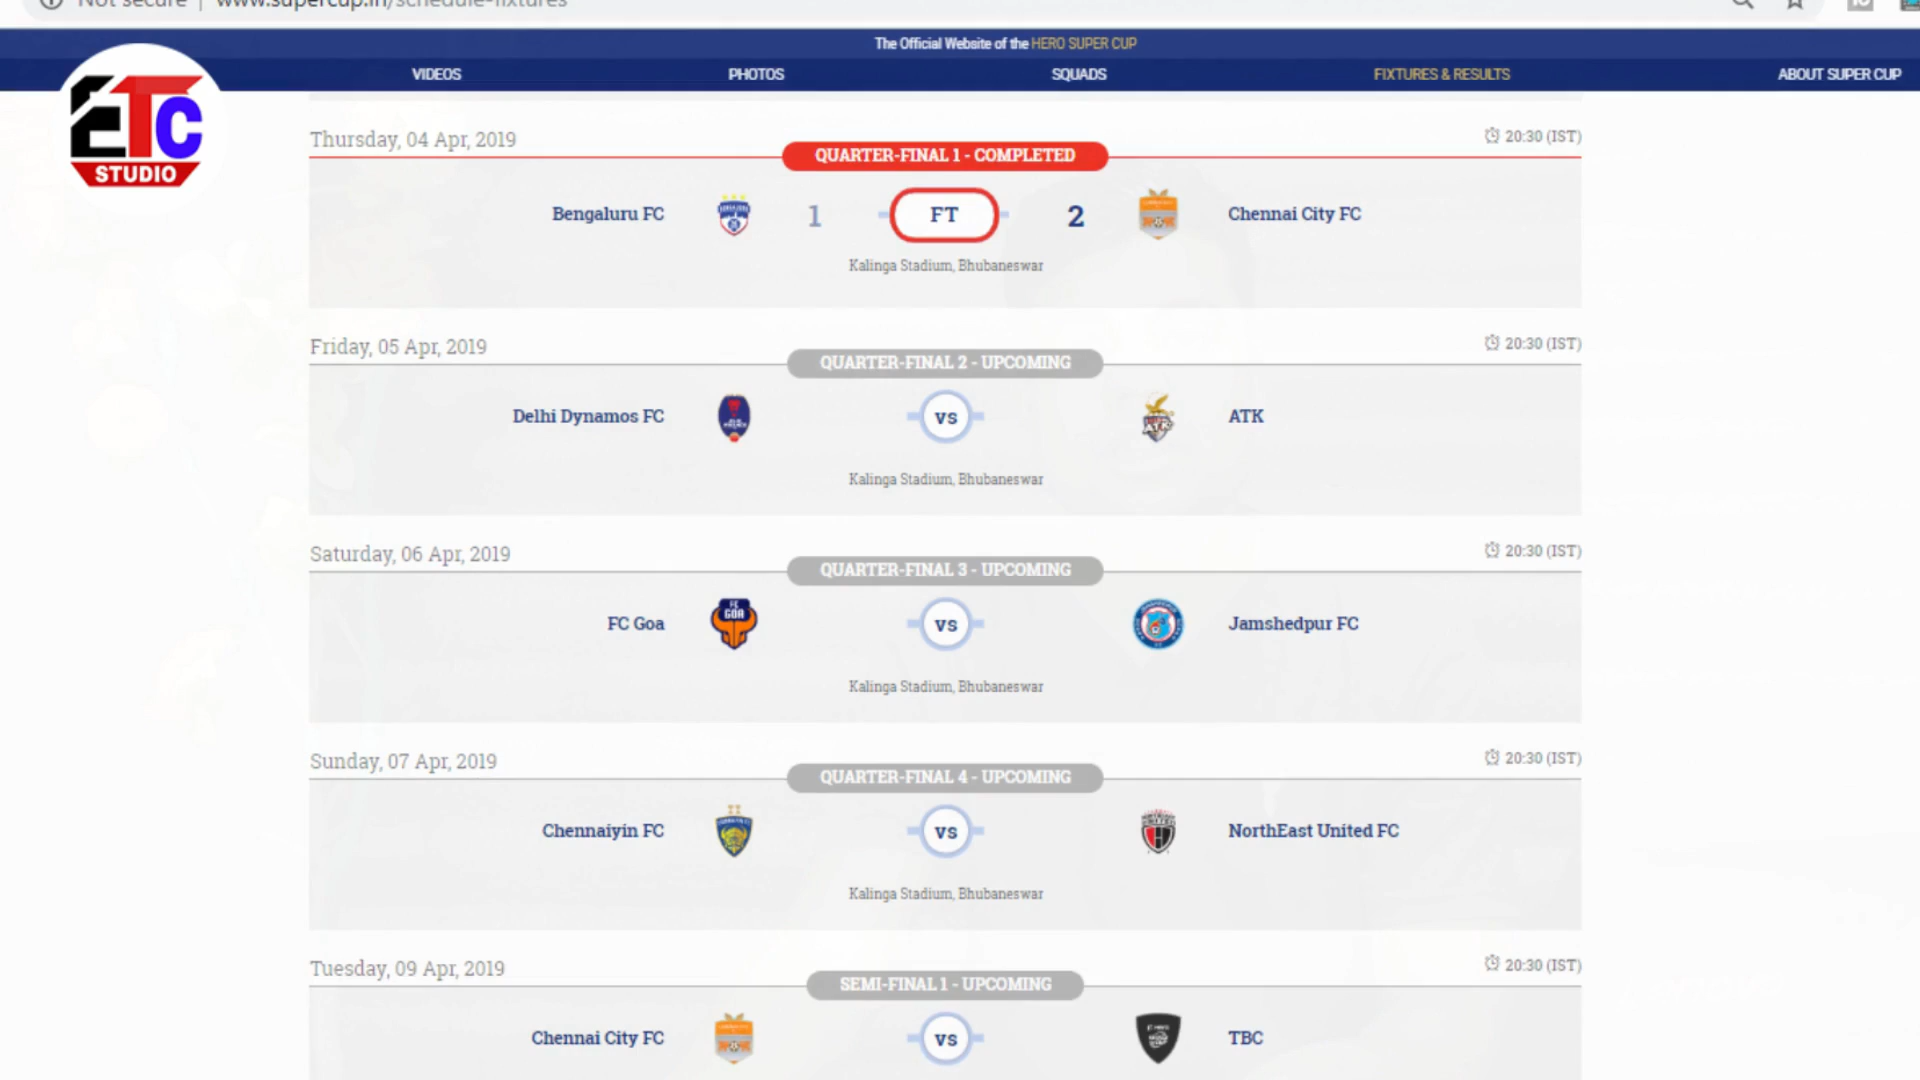 Not secure | www.supercup.in/schedule-fixtures
The Official Website of the HERO SUPER CUP
VIDEOS PHOTOS SQUADS FIXTURES & RESULTS ABOUT SUPER CUP
ETC
STUDIO
Thursday, 04 Apr, 2019 20:30 (IST)
QUARTER-FINAL 1 - COMPLETED
Bengaluru FC 1 FT 2 Chennai City FC
Kalinga Stadium, Bhubaneswar
Friday, 05 Apr, 2019 20:30 (IST)
QUARTER-FINAL 2 - UPCOMING
Delhi Dynamos FC vs ATK ATK
Kalinga Stadium, Bhubaneswar
Saturday, 06 Apr, 2019 20:30 (IST)
QUARTER-FINAL 3 - UPCOMING
FC Goa FC GOA vs Jamshedpur FC
Kalinga Stadium, Bhubaneswar
Sunday, 07 Apr, 2019 20:30 (IST)
QUARTER-FINAL 4 - UPCOMING
Chennaiyin FC vs NorthEast United FC
Kalinga Stadium, Bhubaneswar
Tuesday, 09 Apr, 2019 20:30 (IST)
SEMI-FINAL 1 - UPCOMING
Chennai City FC vs TBC